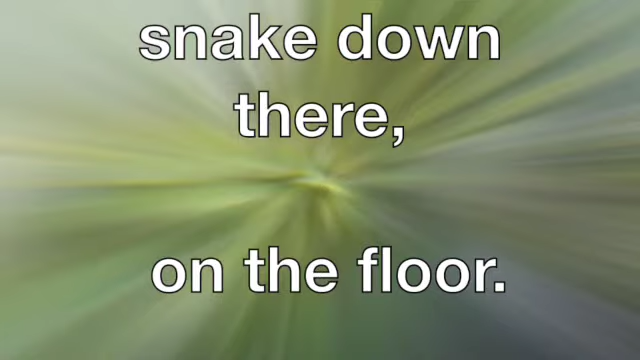 snake down
there,
on the floor.